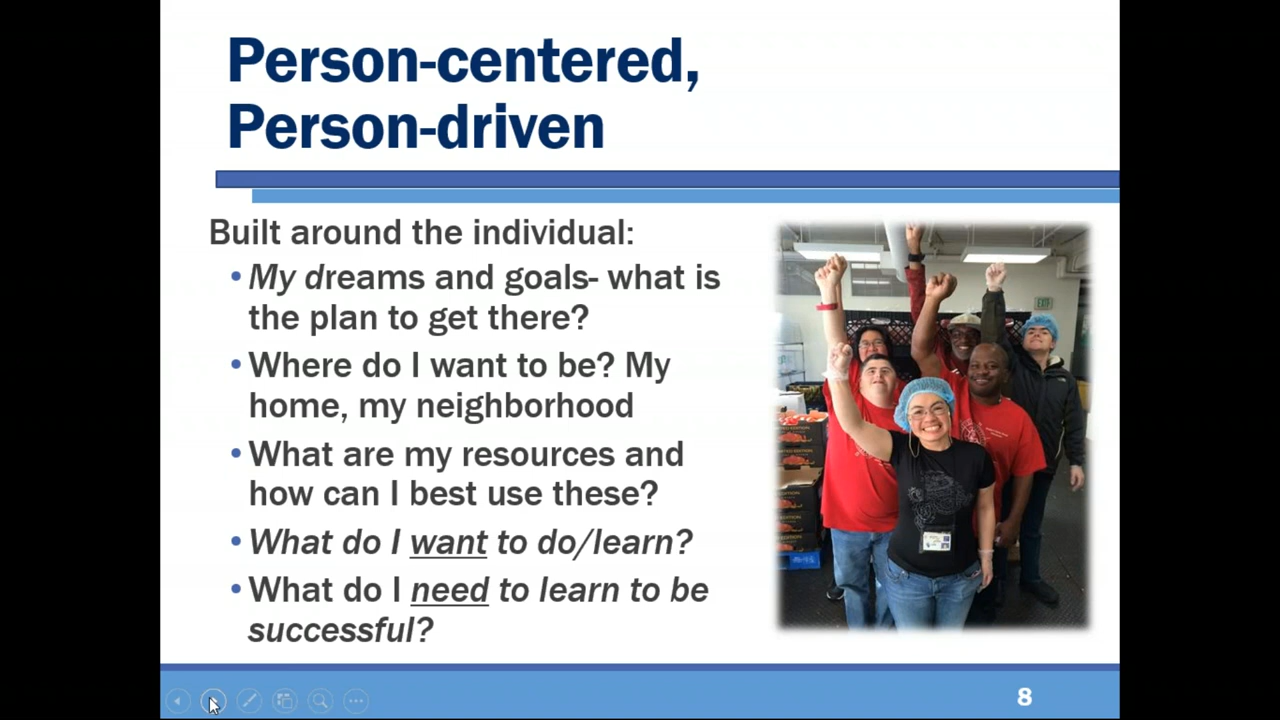 Person-centered,
Person-driven
Built around the individual:
• My dreams and goals- what is
the plan to get there?
• Where do I want to be? My
home, my neighborhood
• What are my resources and
how can I best use these?
• What do I want to do/learn?
• What do I need to learn to be
successful?
EXIT
8